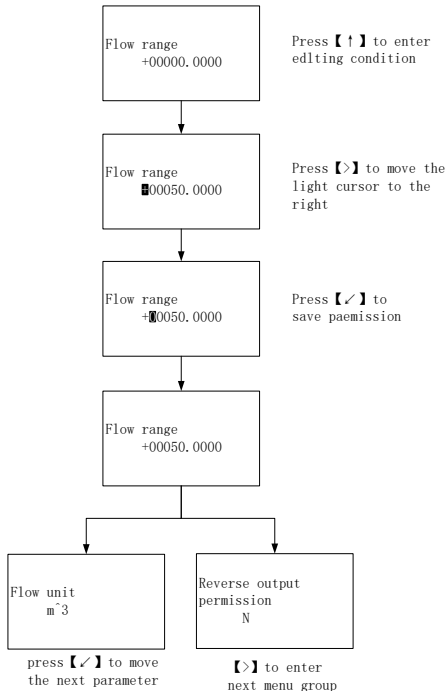 Flow range
+00000.0000
Press【↑】to enter
edlting condition
Flow range
+00050.0000
Press【>】to move the
light cursor to the
right
Flow range
+00050.0000
Press【↙】to
save paemission
Flow range
+00050.0000
Flow unit
m^3
press【↙】to move
the next parameter
Reverse output
permission
N
【>】to enter
next menu group